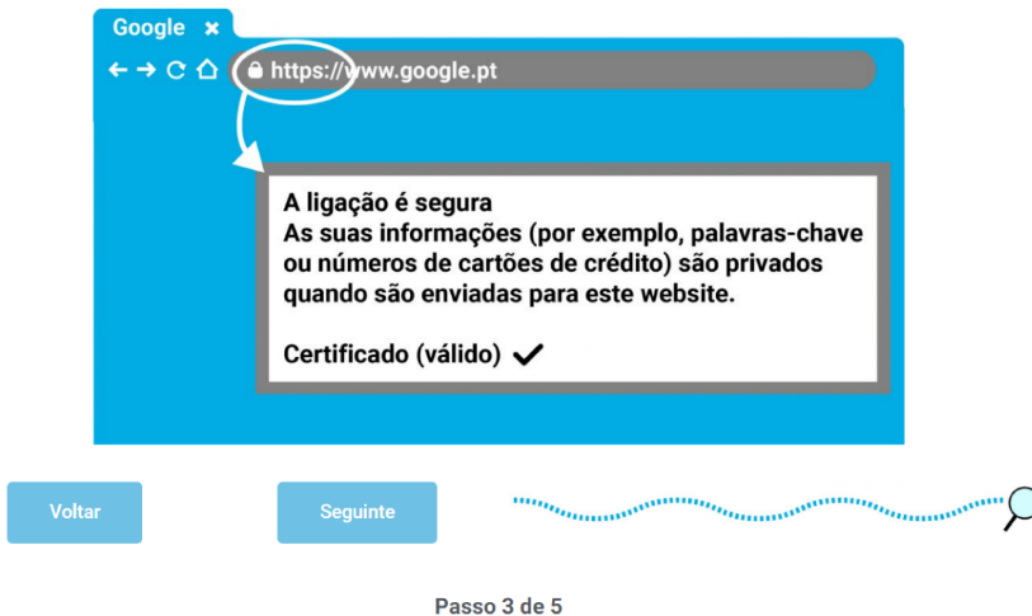 Google
https://www.google.pt
A ligação é segura
As suas informações (por exemplo, palavras-chave
ou números de cartões de crédito) são privados
quando são enviadas para este website.
Certificado (válido)
Voltar
Seguinte
Passo 3 de 5